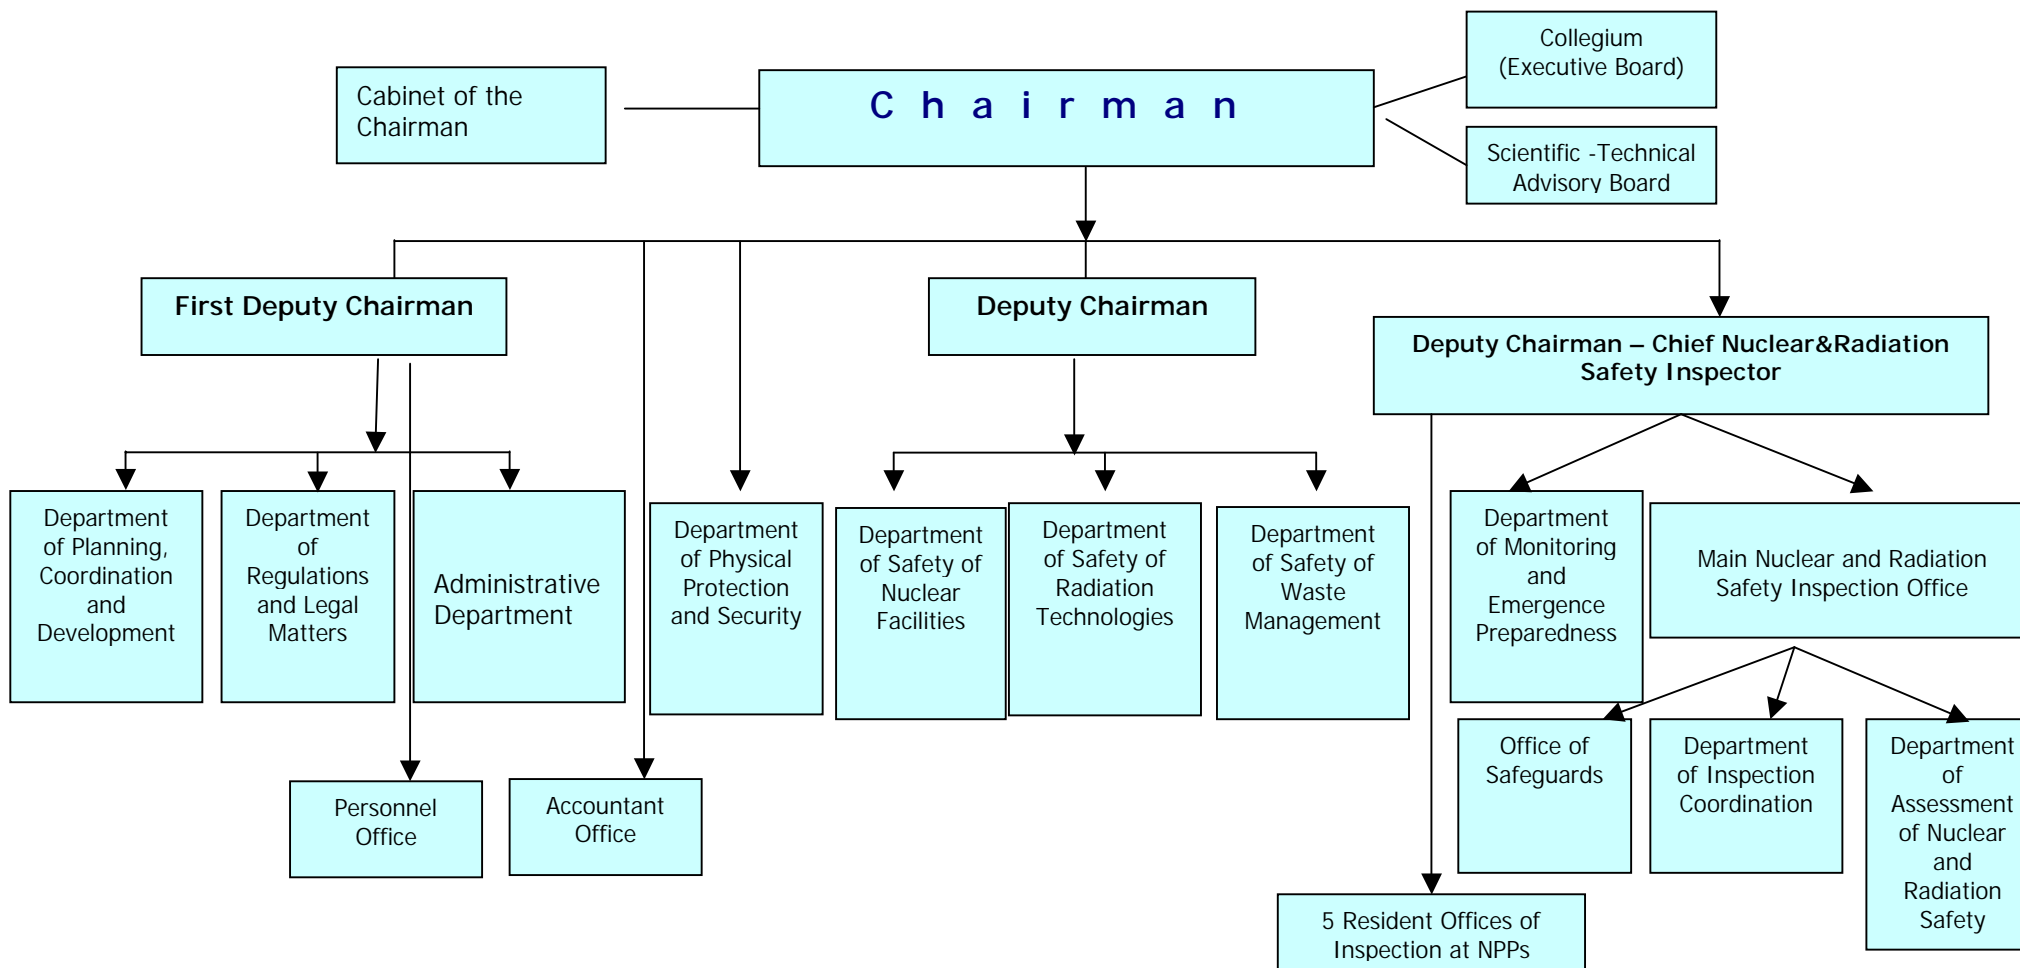 Collegium
(Executive Board)
Cabinet of the
Chairman
Chairman
Scientific -Technical
Advisory Board
First Deputy Chairman
Deputy Chairman
Deputy Chairman – Chief Nuclear&Radiation
Safety Inspector
Department
of Planning,
Coordination
and
Development
Department
of
Regulations
and Legal
Matters
Administrative
Department
Department
of Physical
Protection
and Security
Department
of Safety of
Nuclear
Facilities
Department
of Safety of
Radiation
Technologies
Department
of Safety of
Waste
Management
Department
of Monitoring
and
Emergence
Preparedness
Main Nuclear and Radiation
Safety Inspection Office
Personnel
Office
Accountant
Office
Office of
Safeguards
Department
of Inspection
Coordination
Department
of
Assessment
of Nuclear
and
Radiation
Safety
5 Resident Offices of
Inspection at NPPs